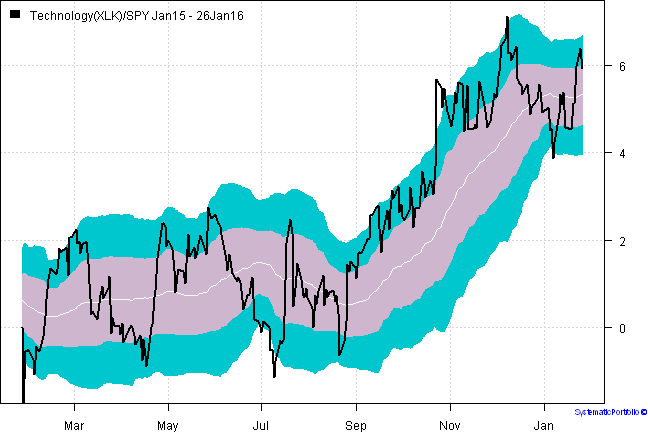 Technology(XLK)/SPY Jan15 - 26Jan16
6
4
2
0
Mar May Jul Sep Nov Jan
SystematicPortfolio ©